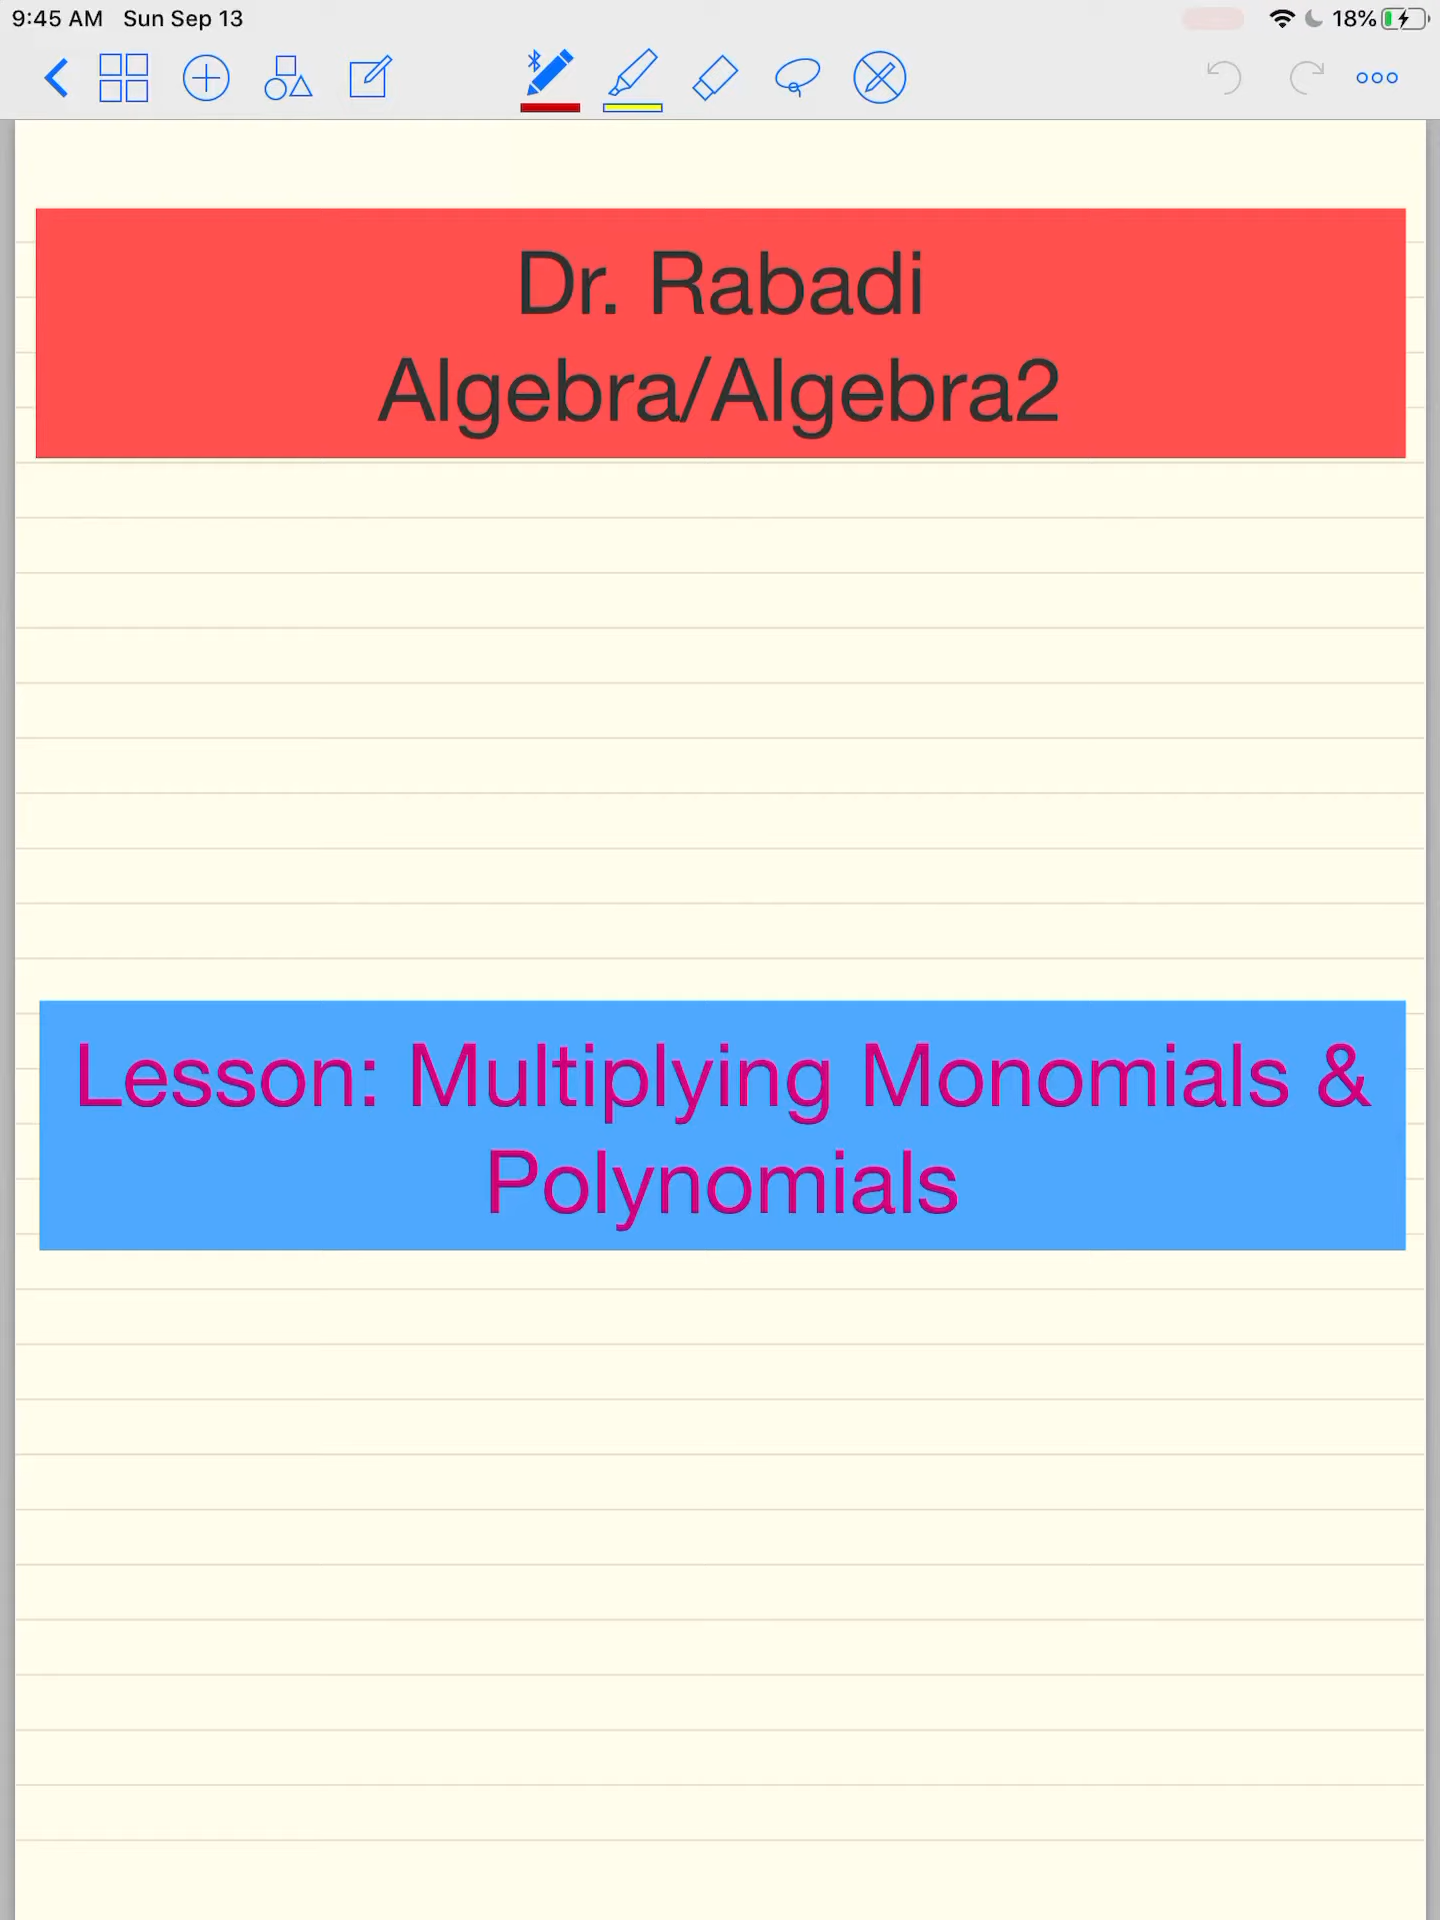 9:45 AM Sun Sep 13
18%
Dr. Rabadi
Algebra/Algebra2
Lesson: Multiplying Monomials &
Polynomials